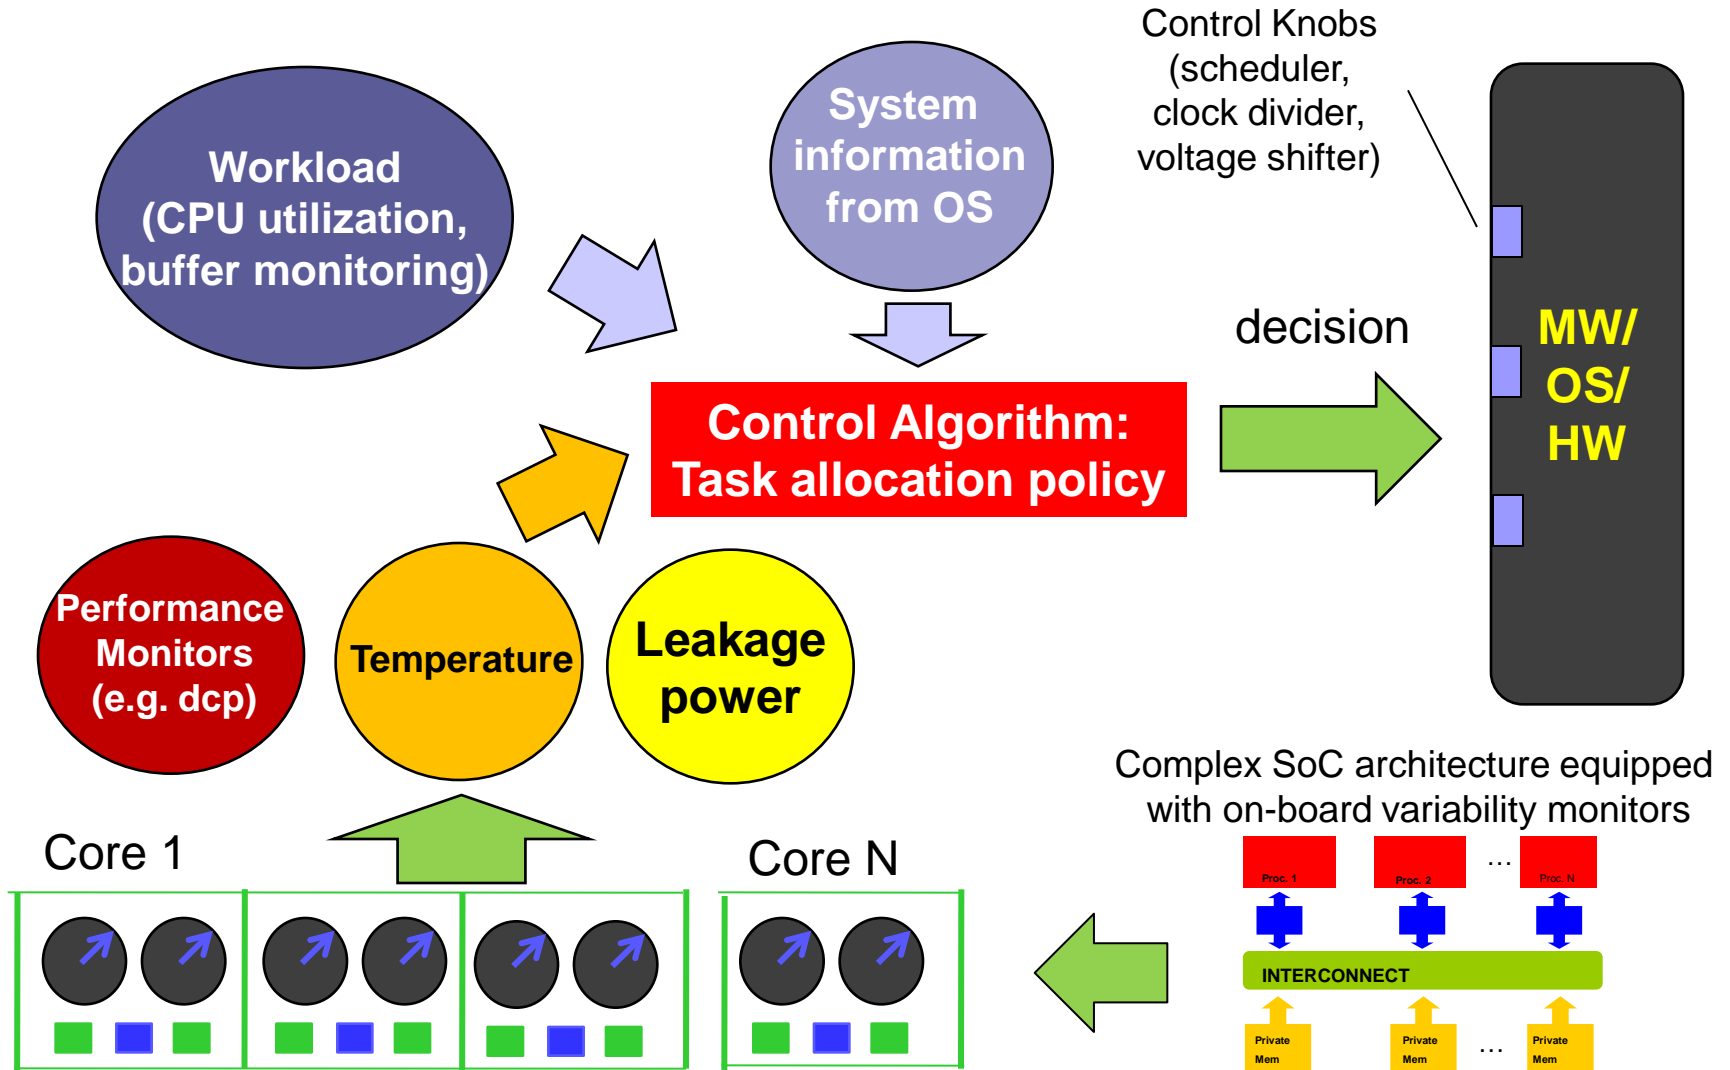 Control Knobs
(scheduler,
clock divider,
voltage shifter)
System
information
from OS
Workload
(CPU utilization,
buffer monitoring)
decision
MW/
OS/
HW
Control Algorithm:
Task allocation policy
Performance
Monitors
(e.g. dcp)
Temperature
Leakage
power
Complex SoC architecture equipped
with on-board variability monitors
Core 1
Core N
Proc. 1
Proc. 2
...
Proc. N
INTERCONNECT
Private
Mem
Private
Mem
...
Private
Mem